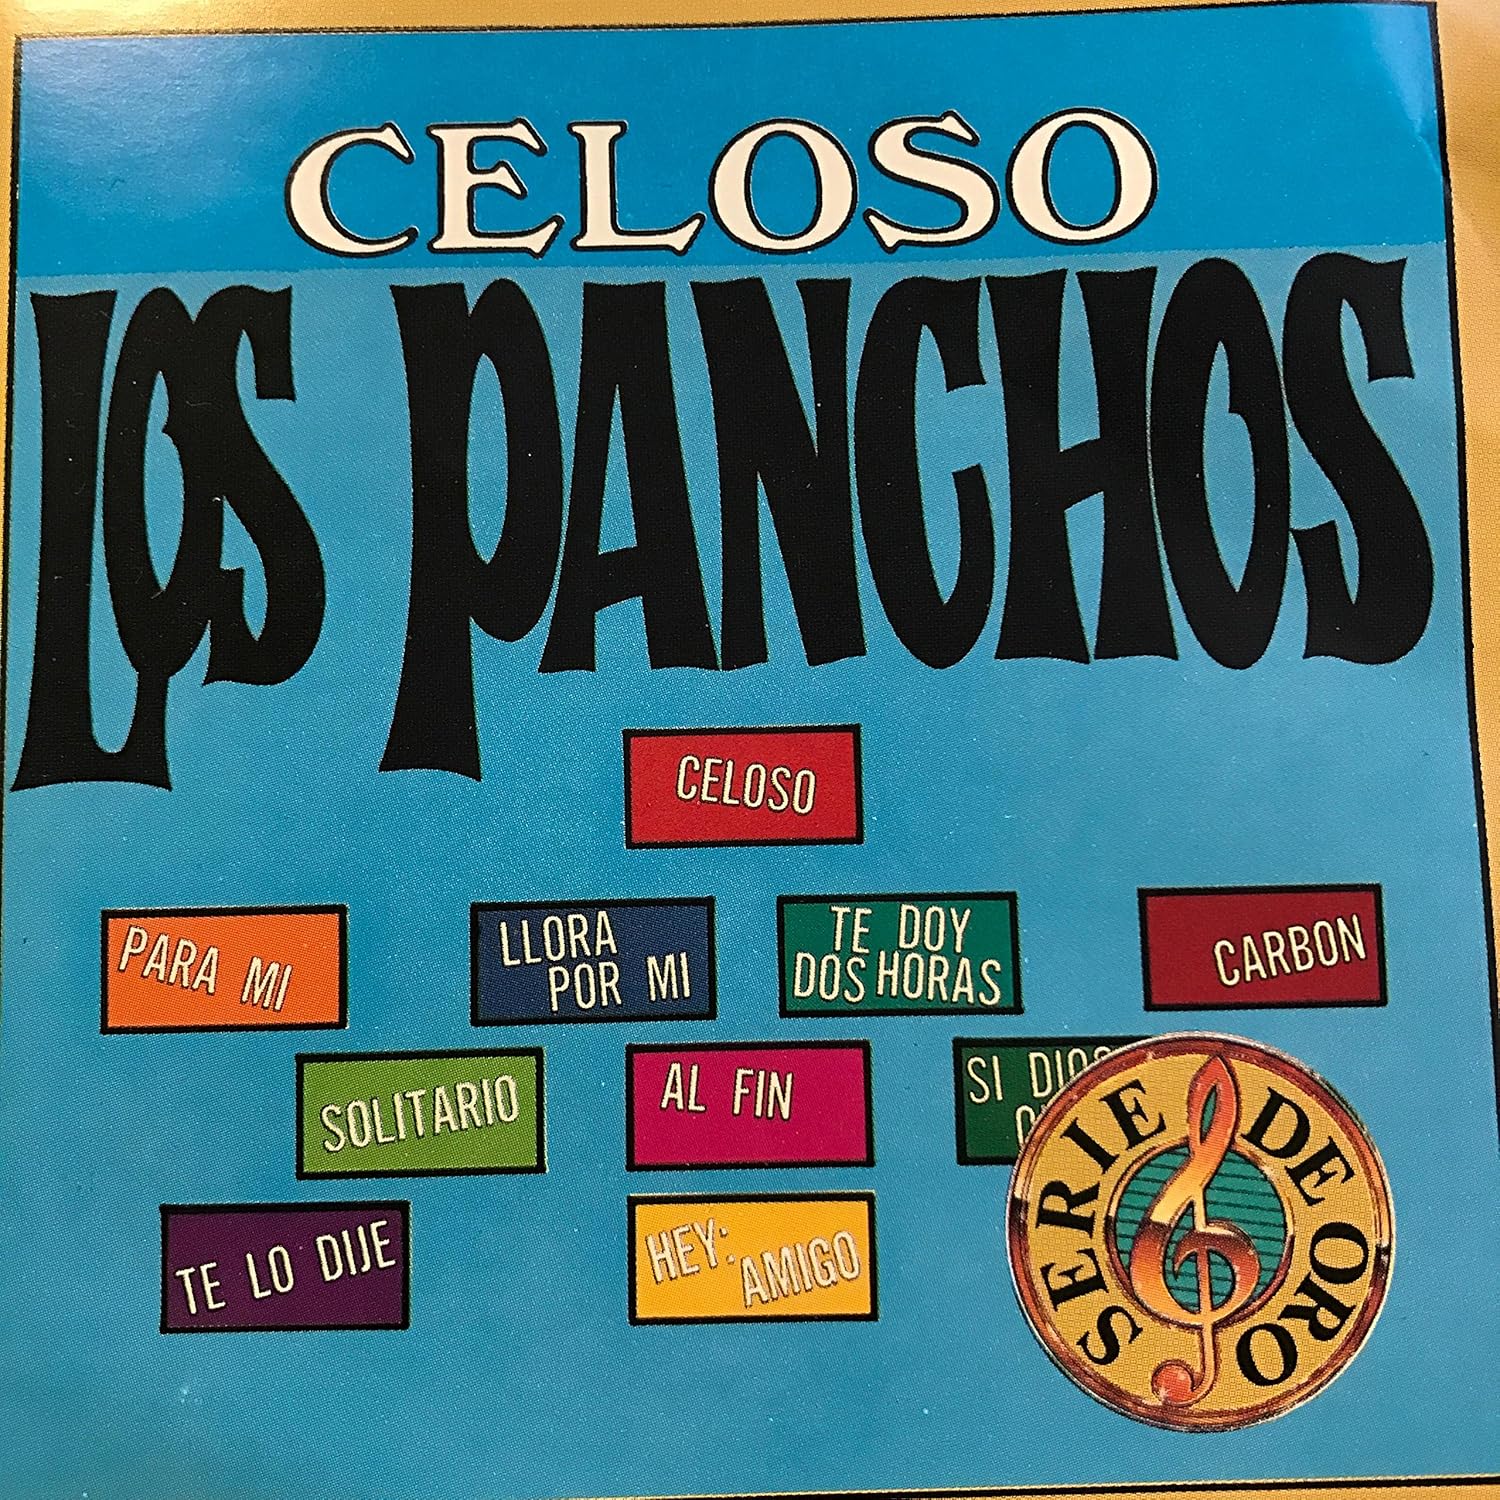 CELOSO
LOS PANCHOS
CELOSO
PARA MI
LLORA
POR MI
TE DOY
DOS HORAS
CARBON
SOLITARIO
AL FIN
SI DIOS
TE LO DIJE
HEY:
AMIGO
SERIE DE ORO